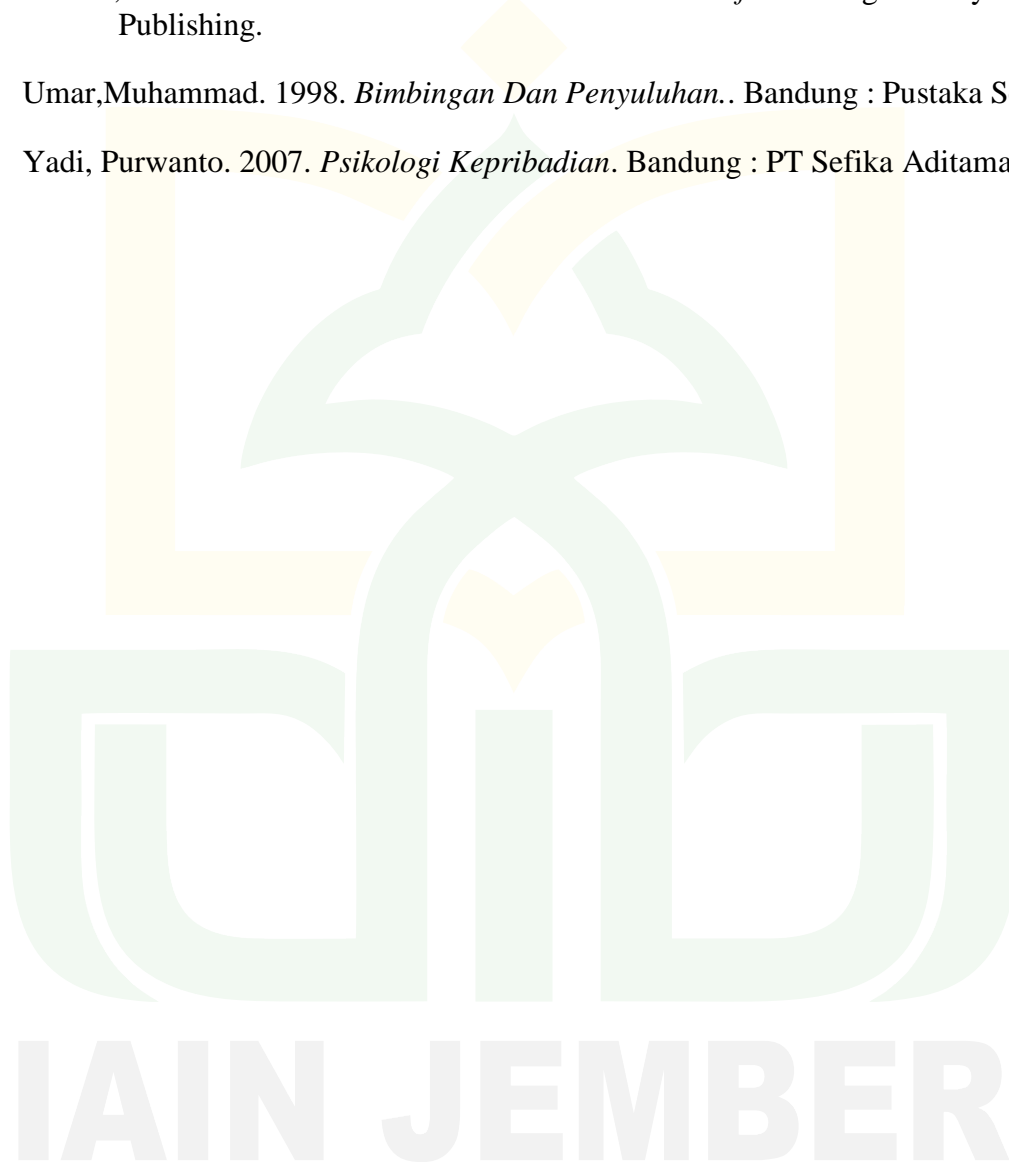 Publishing.
Umar,Muhammad. 1998. Bimbingan Dan Penyuluhan.. Bandung : Pustaka
Yadi, Purwanto. 2007. Psikologi Kepribadian. Bandung : PT Sefika Aditama
IAIN JEMBER